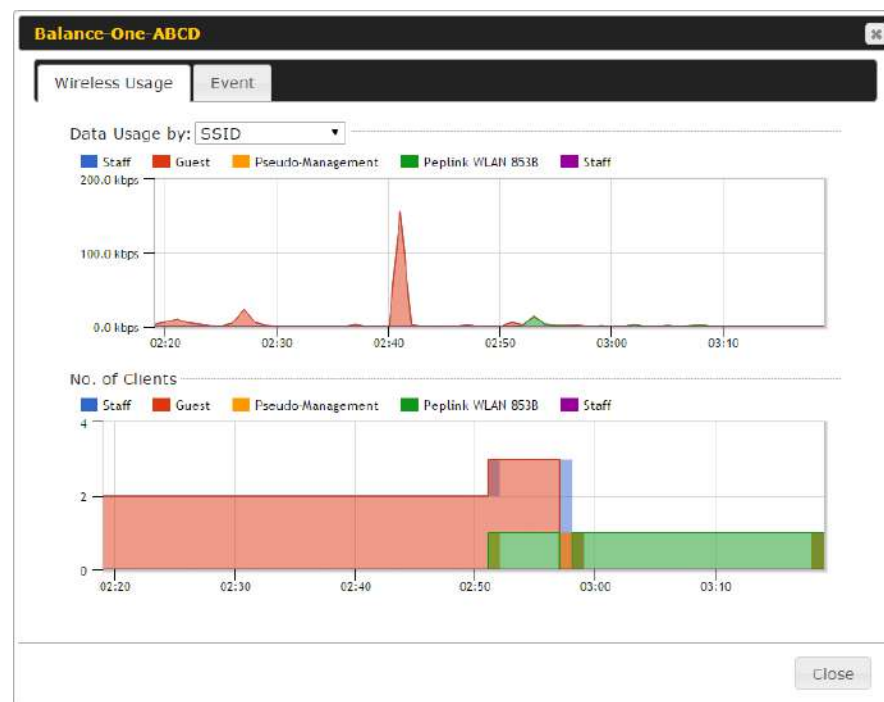 Balance-One-ABCD
Wireless Usage Event
Data Usage by: SSID
Staff Guest Pseudo-Management Peplink WLAN 853B Staff
200.0 kbps
100.0 kbps
0.0 kbps
02:20 02:30 02:40 02:50 03:00 03:10
No. of Clients
Staff Guest Pseudo-Management Peplink WLAN 853B Staff
4
2
0
02:20 02:30 02:40 02:50 03:00 03:10
Close